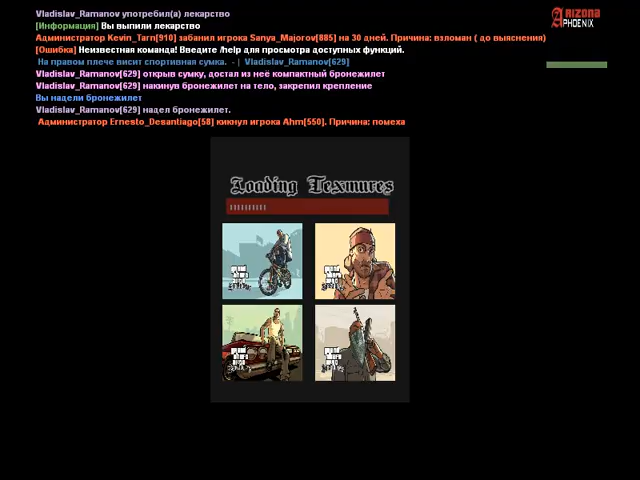 Vladislav_Ramanov употребил(а) лекарство
[Информация] Вы выпили лекарство
Администратор Kevin_Tarn[910] забанил игрока Sanya_Majorov[885] на 30 дней. Причина: взломан ( до выяснения)
[Ошибка] Неизвестная команда! Введите /help для просмотра доступных функций.
На правом плече висит спортивная сумка. - | Vladislav_Ramanov[629]
Vladislav_Ramanov[629] открыв сумку, достал из неё компактный бронежилет
Vladislav_Ramanov[629] накинув бронежилет на тело, закрепил крепление
Вы надели бронежилет
Vladislav_Ramanov[629] надел бронежилет.
Администратор Ernesto_Desantiago[58] кикнул игрока Ahm[550]. Причина: помеха
ARIZONA
PHOENIX
Loading Texmures